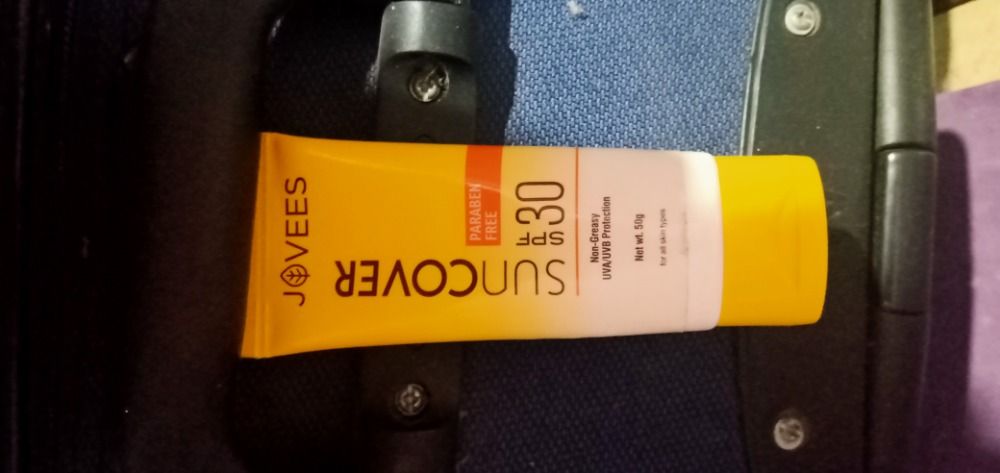 JOVEES
PARABEN
FREE
SUNCOVER
SPF 30
Non-Greasy
UVA/UVB Protection
Net wt. 50g
for all skin types